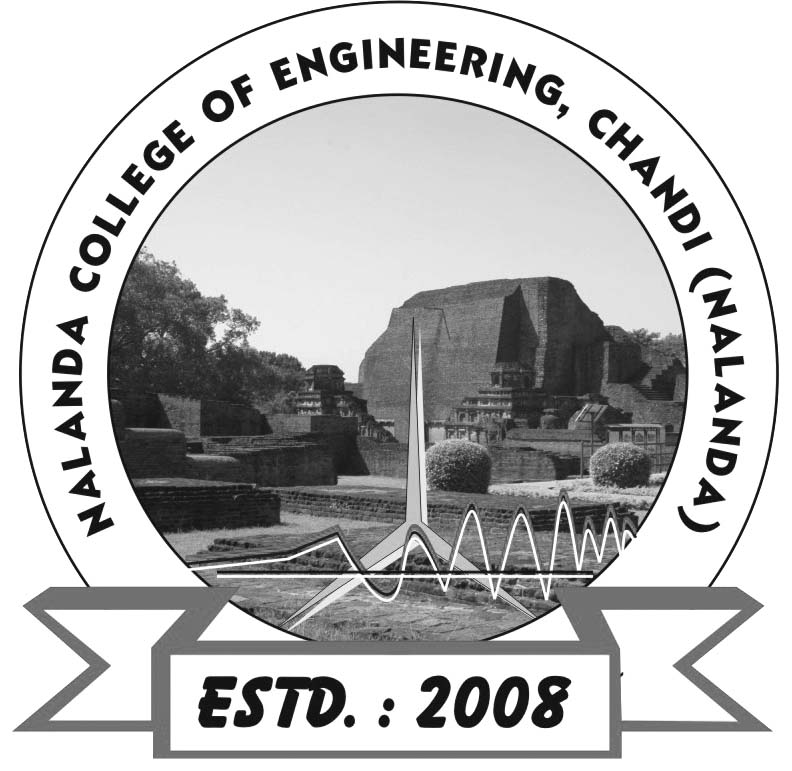 NALANDA COLLEGE OF ENGINEERING, CHANDI (NALANDA)
ESTD. : 2008